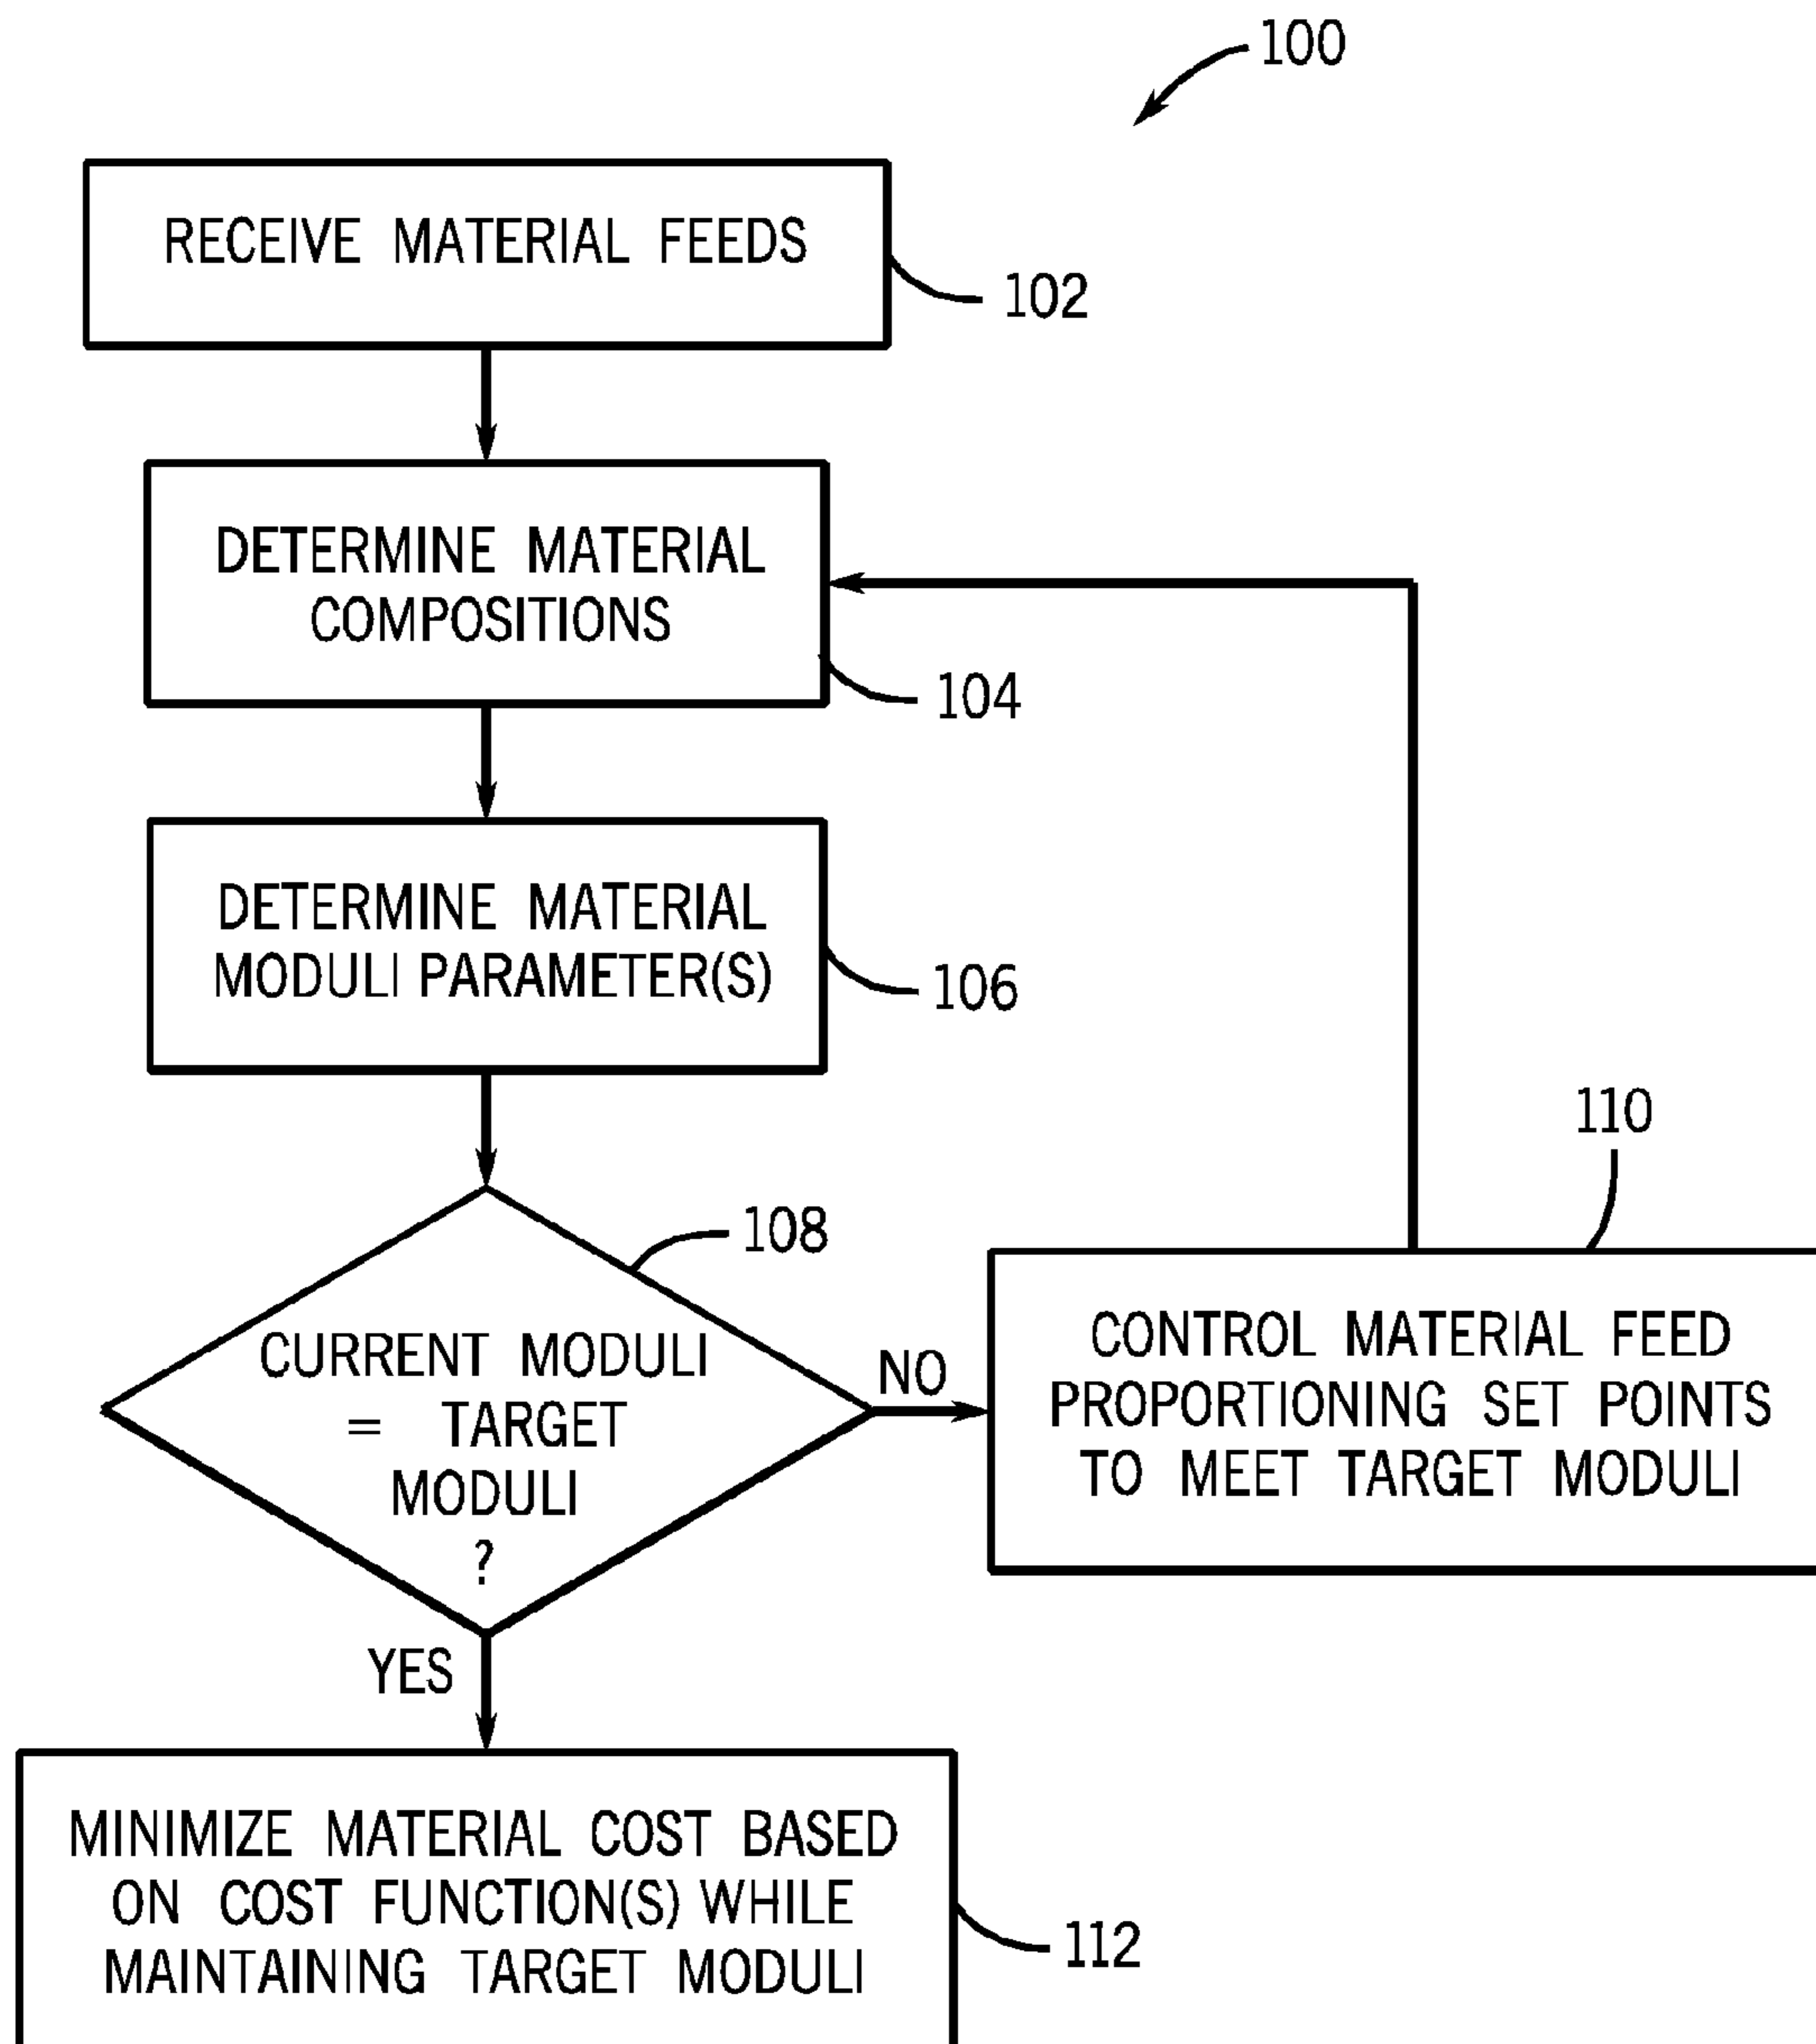 100
RECEIVE MATERIAL FEEDS
102
DETERMINE MATERIAL
COMPOSITIONS
104
DETERMINE MATERIAL
MODULI PARAMETER(S)
106
108
CURRENT MODULI
= TARGET
MODULI
?
NO
110
CONTROL MATERIAL FEED
PROPORTIONING SET POINTS
TO MEET TARGET MODULI
YES
MINIMIZE MATERIAL COST BASED
ON COST FUNCTION(S) WHILE
MAINTAINING TARGET MODULI
112